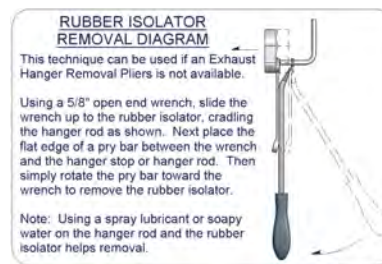 RUBBER ISOLATOR
REMOVAL DIAGRAM
This technique can be used if an Exhaust
Hanger Removal Pliers is not available.
Using a 5/8" open end wrench, slide the
wrench up to the rubber isolator, cradling
the hanger rod as shown. Next place the
flat edge of a pry bar between the wrench
and the hanger stop or hanger rod. Then
simply rotate the pry bar toward the
wrench to remove the rubber isolator.
Note: Using a spray lubricant or soapy
water on the hanger rod and the rubber
isolator helps removal.